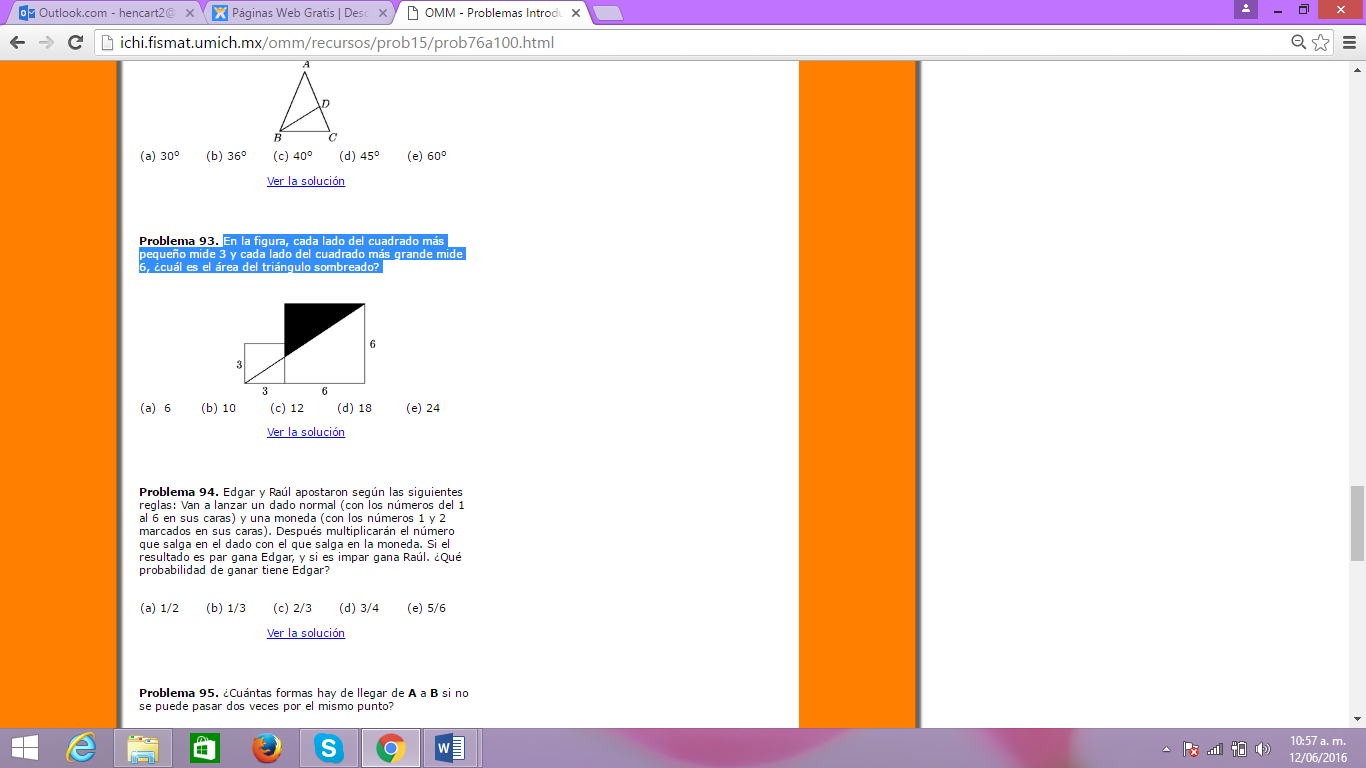 Outlook.com - hencart2@
Páginas Web Gratis | Desc
OMM - Problemas Introdu
ichi.fismat.umich.mx/omm/recursos/prob15/prob76a100.html
A
D
B C
(a) 30º (b) 36º (c) 40º (d) 45º (e) 60º
Ver la solución
Problema 93. En la figura, cada lado del cuadrado más
pequeño mide 3 y cada lado del cuadrado más grande mide
6, ¿cuál es el área del triángulo sombreado?
6
3
3 6
(a) 6 (b) 10 (c) 12 (d) 18 (e) 24
Ver la solución
Problema 94. Edgar y Raúl apostaron según las siguientes
reglas: Van a lanzar un dado normal (con los números del 1
al 6 en sus caras) y una moneda (con los números 1 y 2
marcados en sus caras). Después multiplicarán el número
que salga en el dado con el que salga en la moneda. Si el
resultado es par gana Edgar, y si es impar gana Raúl. ¿Qué
probabilidad de ganar tiene Edgar?
(a) 1/2 (b) 1/3 (c) 2/3 (d) 3/4 (e) 5/6
Ver la solución
Problema 95. ¿Cuántas formas hay de llegar de A a B si no
se puede pasar dos veces por el mismo punto?
10:57 a. m.
12/06/2016